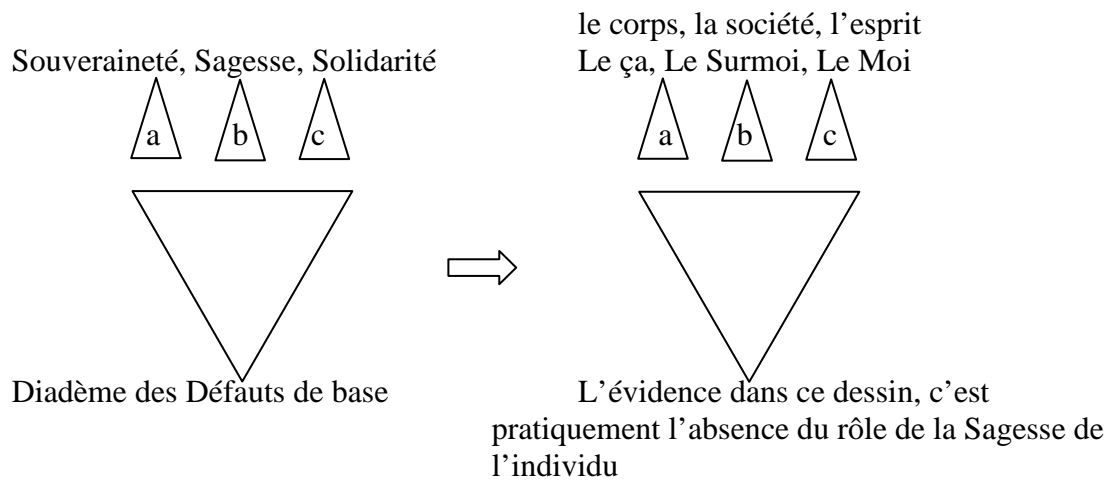 le corps, la société, l’esprit
Souveraineté, Sagesse, Solidarité
Le ça, Le Surmoi, Le Moi
a b c
a b c
Diadème des Défauts de base
L’évidence dans ce dessin, c’est
pratiquement l’absence du rôle de la Sagesse de
l’individu